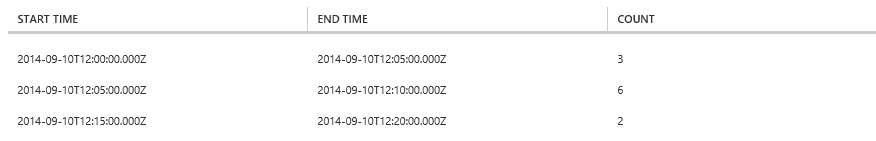 START TIME END TIME COUNT
2014-09-10T12:00:00.000Z 2014-09-10T12:05:00.000Z 3
2014-09-10T12:05:00.000Z 2014-09-10T12:10:00.000Z 6
2014-09-10T12:15:00.000Z 2014-09-10T12:20:00.000Z 2